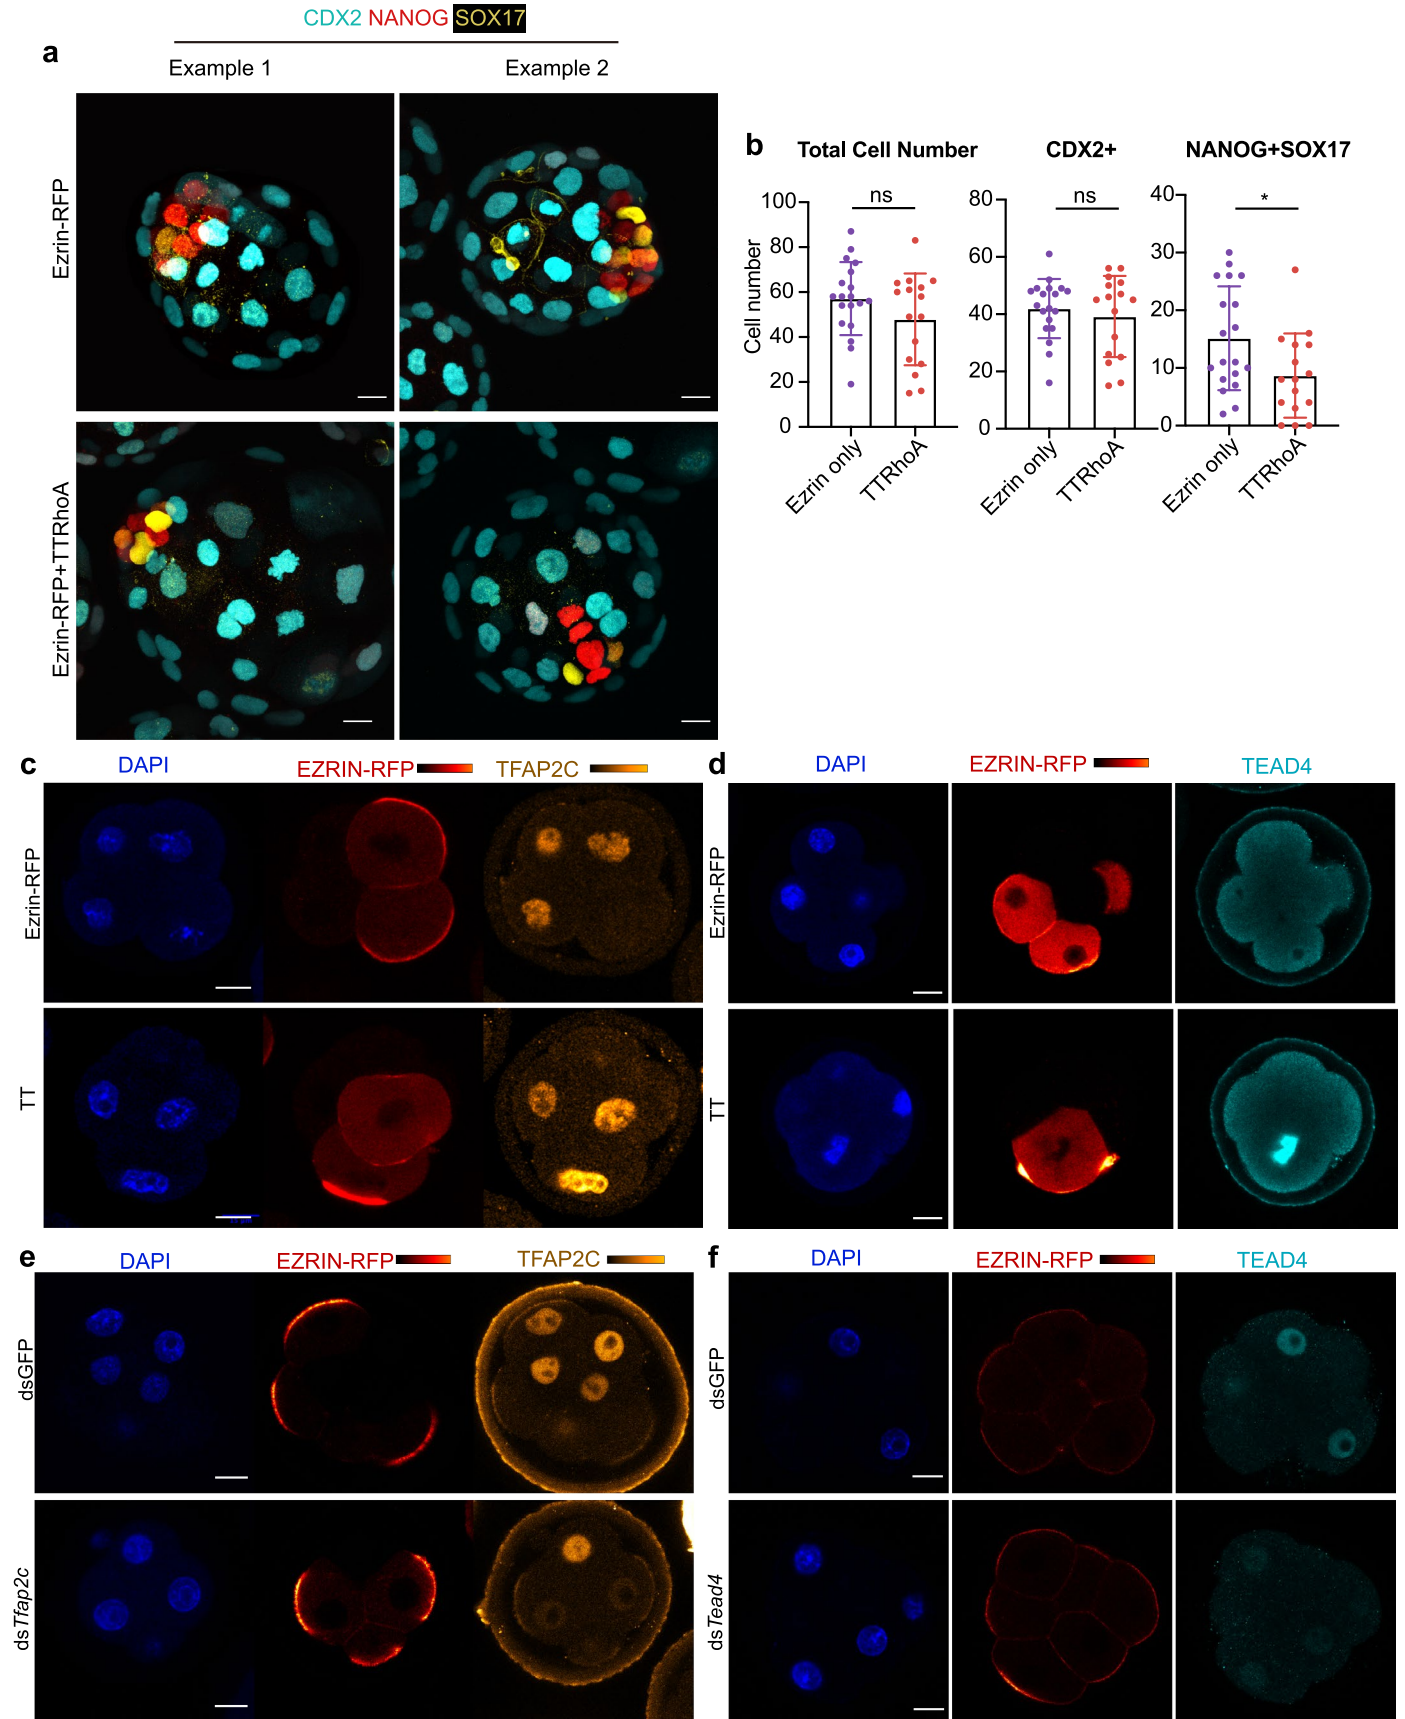 CDX2 NANOG SOX17
a
Example 1
Example 2
Ezrin-RFP
Ezrin-RFP+TTRhoA
b
Total Cell Number
CDX2+
NANOG+SOX17
Cell number
100
80
60
40
20
0
ns
Ezrin only
TTRhoA
80
60
40
20
0
ns
Ezrin only
TTRhoA
40
30
20
10
0
*
Ezrin only
TTRhoA
c
DAPI
EZRIN-RFP
TFAP2C
Ezrin-RFP
TT
d
DAPI
EZRIN-RFP
TEAD4
Ezrin-RFP
TT
e
DAPI
EZRIN-RFP
TFAP2C
dsGFP
dsTfap2c
f
DAPI
EZRIN-RFP
TEAD4
dsGFP
dsTead4